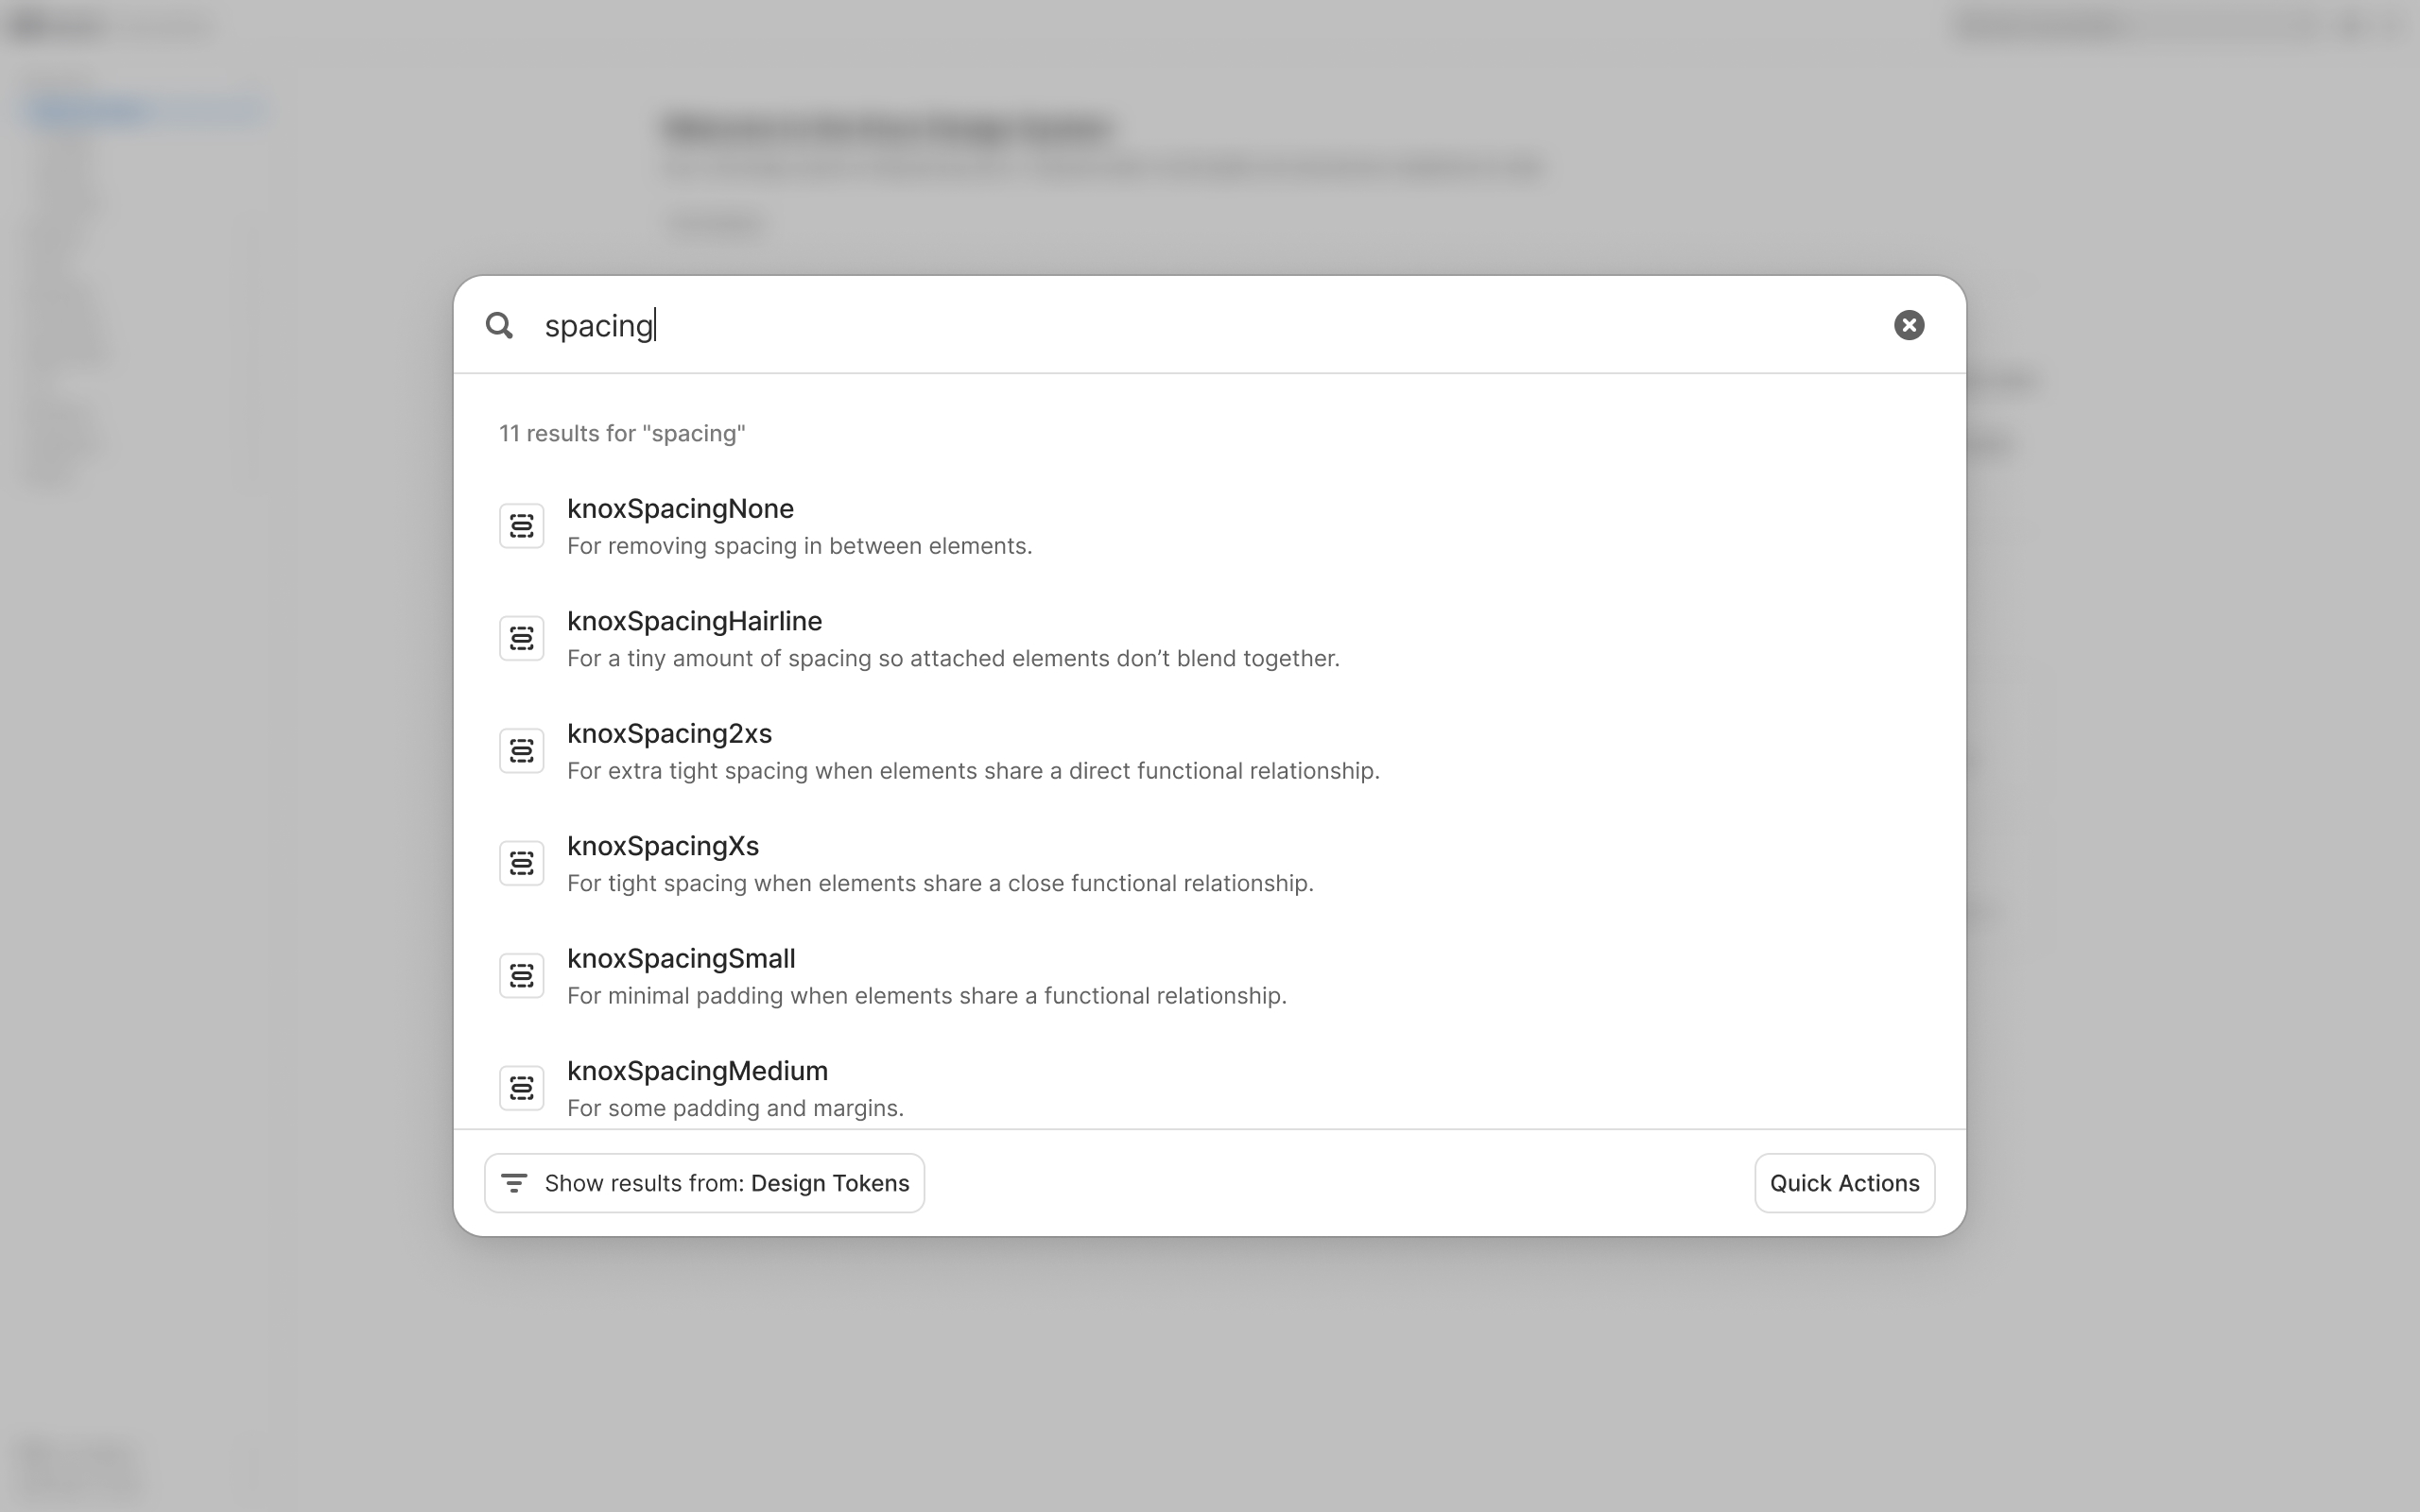 spacing
11 results for "spacing"
knoxSpacingNone
For removing spacing in between elements.
knoxSpacingHairline
For a tiny amount of spacing so attached elements don’t blend together.
knoxSpacing2xs
For extra tight spacing when elements share a direct functional relationship.
knoxSpacingXs
For tight spacing when elements share a close functional relationship.
knoxSpacingSmall
For minimal padding when elements share a functional relationship.
knoxSpacingMedium
For some padding and margins.
Show results from: Design Tokens
Quick Actions